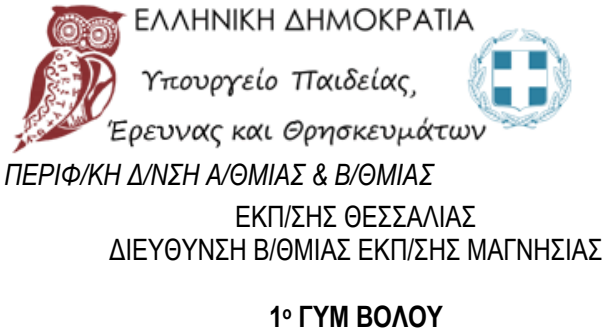 ΕΛΛΗΝΙΚΗ ΔΗΜΟΚΡΑΤΙΑ
Υπουργείο Παιδείας,
Έρευνας και Θρησκευμάτων
ΠΕΡΙΦ/ΚΗ Δ/ΝΣΗ Α/ΘΜΙΑΣ & Β/ΘΜΙΑΣ
ΕΚΠ/ΣΗΣ ΘΕΣΣΑΛΙΑΣ
ΔΙΕΥΘΥΝΣΗ Β/ΘΜΙΑΣ ΕΚΠ/ΣΗΣ ΜΑΓΝΗΣΙΑΣ
1ο ΓΥΜ ΒΟΛΟΥ